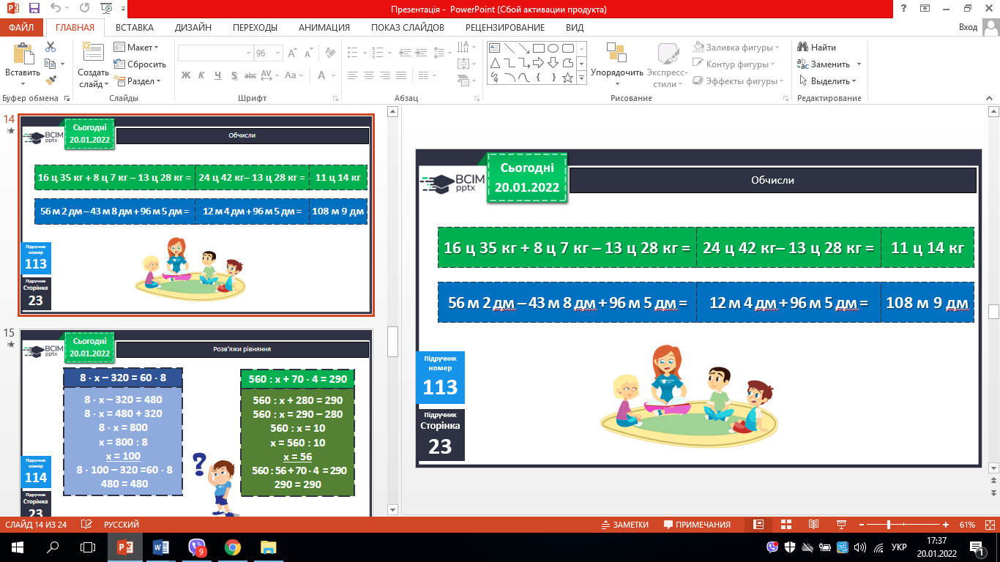 Презентація - PowerPoint (Сбой активации продукта)
ФАЙЛ ГЛАВНАЯ ВСТАВКА ДИЗАЙН ПЕРЕХОДЫ АНИМАЦИЯ ПОКАЗ СЛАЙДОВ РЕЦЕНЗИРОВАНИЕ ВИД Вход
Вставить
Буфер обмена
Создать слайд
Макет
Сбросить
Раздел
Слайды
96
Ж К Ч S abc AV Aa А
Шрифт
Абзац
Упорядочить
Экспресс-стили
Заливка фигуры
Контур фигуры
Эффекты фигуры
Рисование
Найти
Заменить
Выделить
Редактирование
14
Сьогодні
20.01.2022
BCIM
pptx
Обчисли
16 ц 35 кг + 8 ц 7 кг – 13 ц 28 кг = 24 ц 42 кг– 13 ц 28 кг = 11 ц 14 кг
56 м 2 дм – 43 м 8 дм + 96 м 5 дм = 12 м 4 дм + 96 м 5 дм = 108 м 9 дм
Підручник
номер
113
Підручник
Сторінка
23
15
Сьогодні
20.01.2022
BCIM
pptx
Розв'яжи рівняння
8 · х – 320 = 60 · 8
8 · х – 320 = 480
8 · х = 480 + 320
8 · х = 800
х = 800 : 8
х = 100
8 · 100 – 320 =60 · 8
480 = 480
560 : х + 70 · 4 = 290
560 : х + 280 = 290
560 : х = 290 – 280
560 : х = 10
х = 560 : 10
х = 56
560 : 56 + 70 · 4 = 290
290 = 290
?
Підручник
номер
114
Підручник
Сторінка
23
Сьогодні
20.01.2022
BCIM
pptx
Обчисли
16 ц 35 кг + 8 ц 7 кг – 13 ц 28 кг = 24 ц 42 кг– 13 ц 28 кг = 11 ц 14 кг
56 м 2 дм – 43 м 8 дм + 96 м 5 дм = 12 м 4 дм + 96 м 5 дм = 108 м 9 дм
Підручник
номер
113
Підручник
Сторінка
23
СЛАЙД 14 ИЗ 24 РУССКИЙ ЗАМЕТКИ ПРИМЕЧАНИЯ 61%
9
УКР
17:37
20.01.2022
1